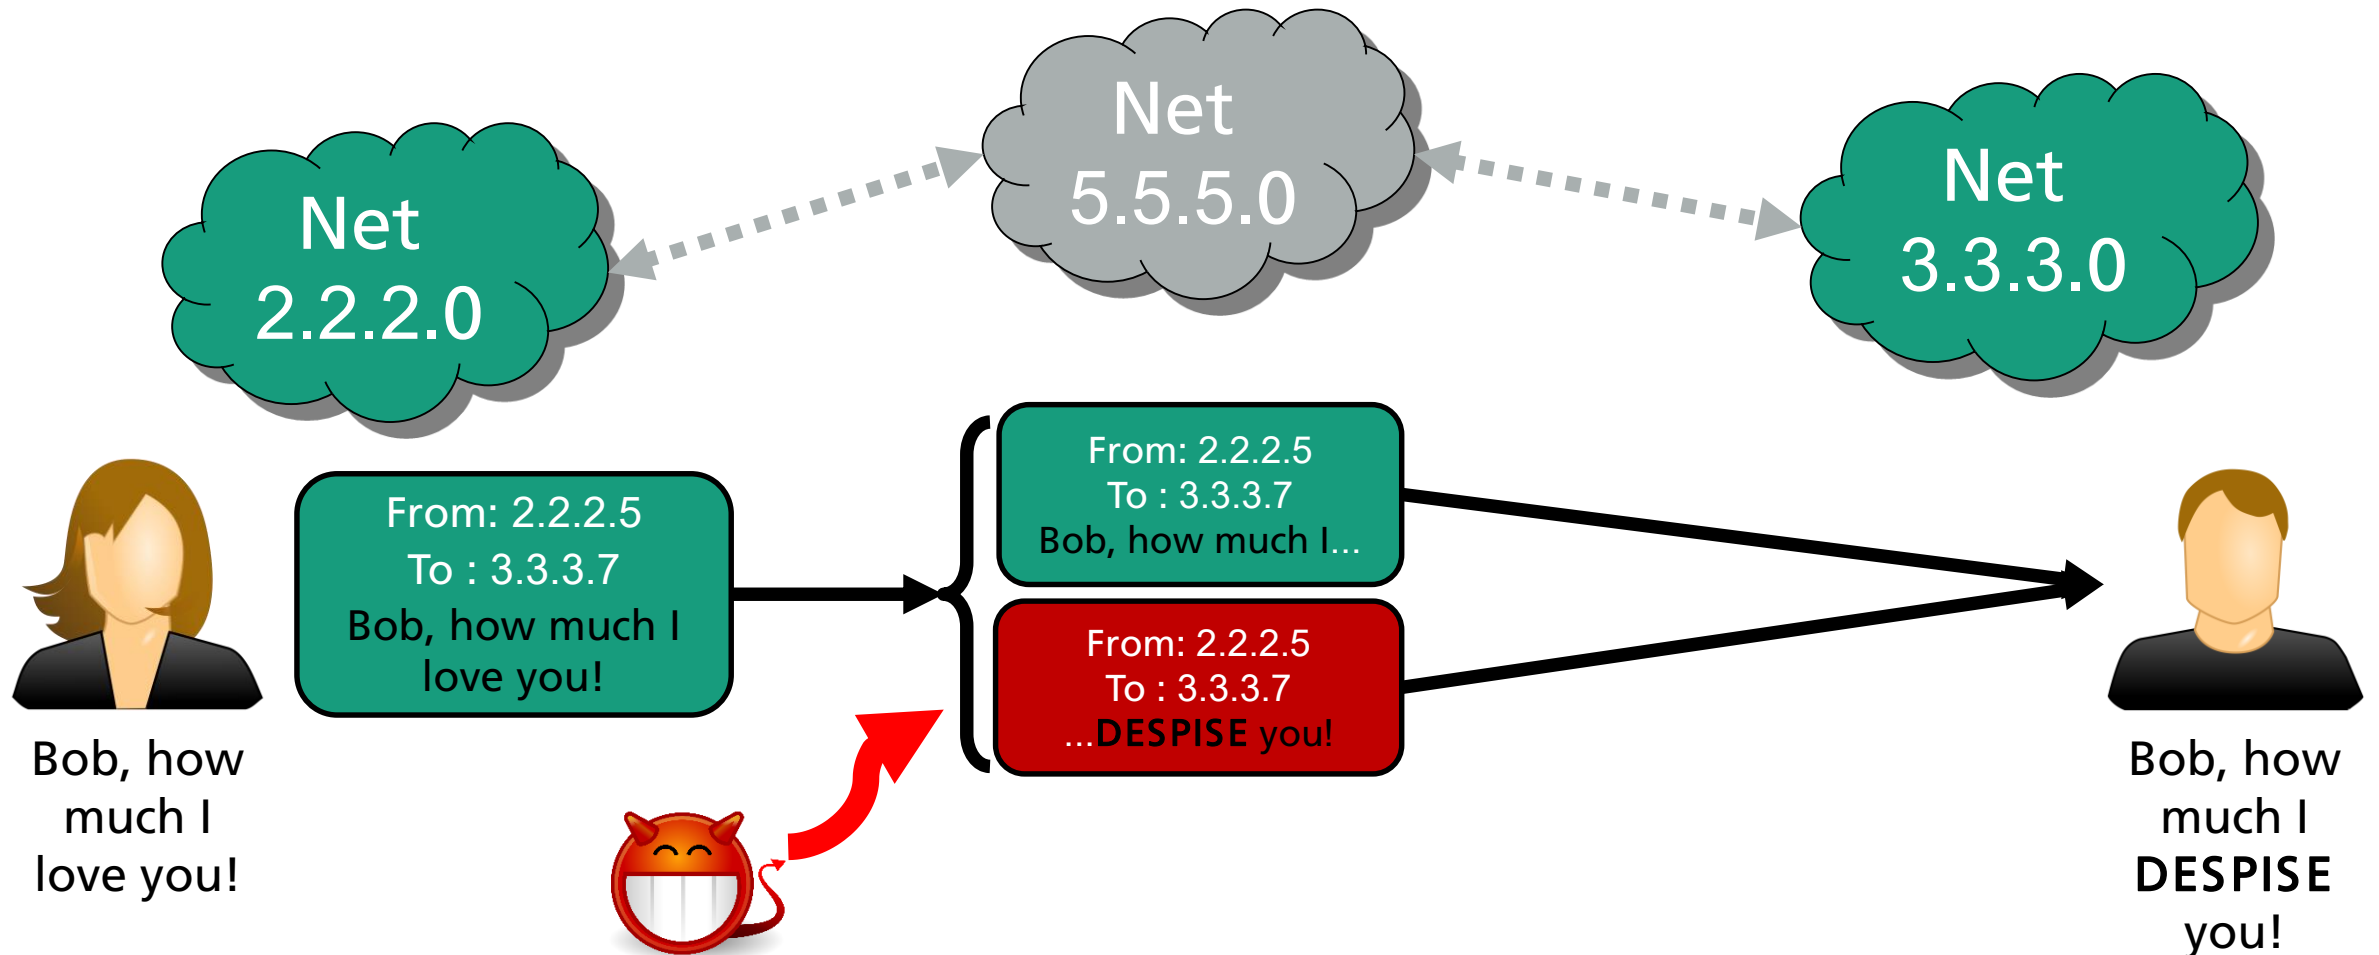 Net
2.2.2.0
Net
5.5.5.0
Net
3.3.3.0
From: 2.2.2.5
To : 3.3.3.7
Bob, how much I
love you!
From: 2.2.2.5
To : 3.3.3.7
Bob, how much I...
From: 2.2.2.5
To : 3.3.3.7
...DESPISE you!
Bob, how
much I
love you!
Bob, how
much I
DESPISE
you!